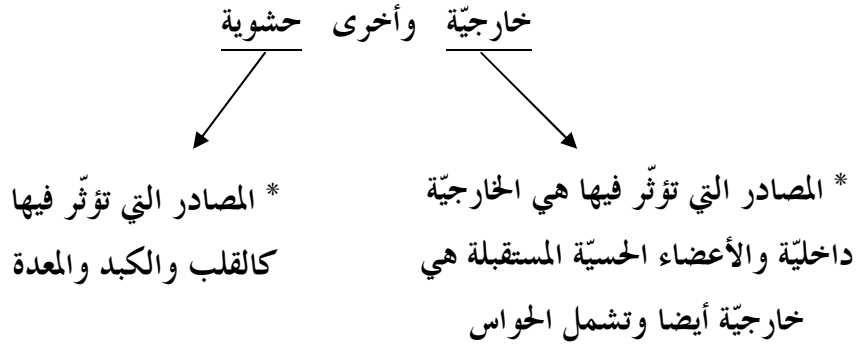 خارجيّة وأخرى حشوية
* المصادر التي تؤثّر فيها هي الخارجيّة
داخليّة والأعضاء الحسيّة المستقبلة هي
خارجيّة أيضا وتشمل الحواس
* المصادر التي تؤثّر فيها
كالقلب والكبد والمعدة